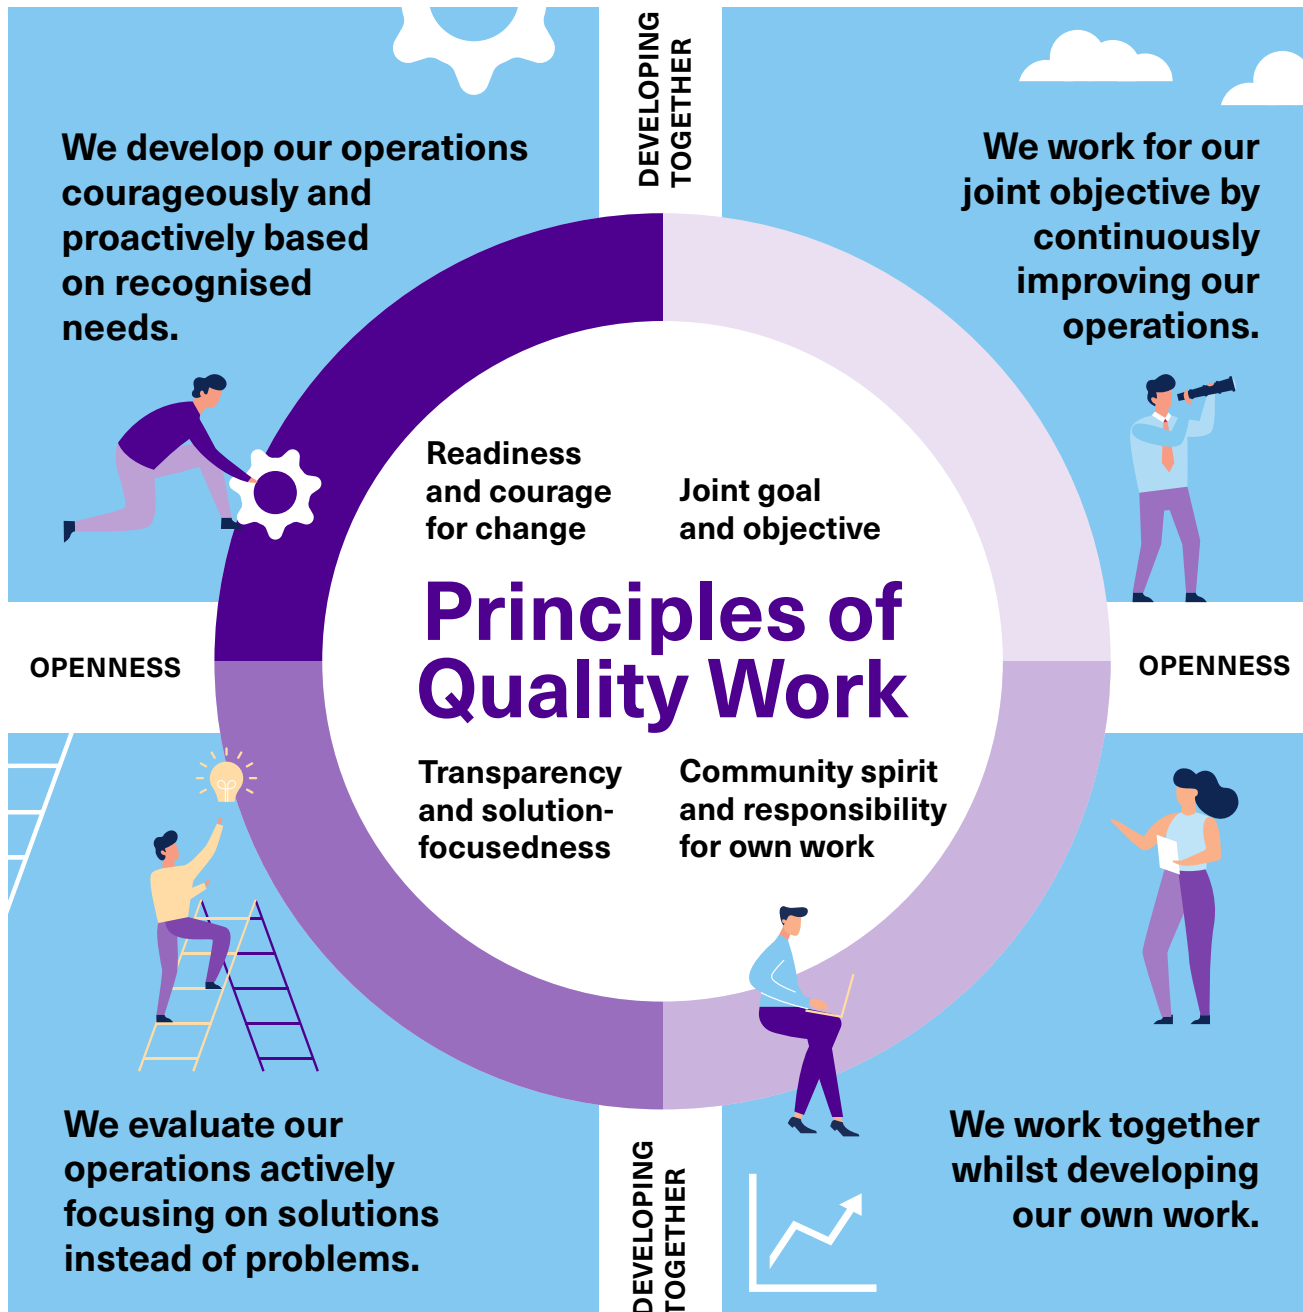 DEVELOPING
TOGETHER
We develop our operations
courageously and
proactively based
on recognised
needs.
We work for our
joint objective by
continuously
improving our
operations.
Readiness
and courage
for change
Joint goal
and objective
Principles of
Quality Work
OPENNESS
OPENNESS
Transparency
and solution-
focusedness
Community spirit
and responsibility
for own work
We evaluate our
operations actively
focusing on solutions
instead of problems.
We work together
whilst developing
our own work.
DEVELOPING
TOGETHER